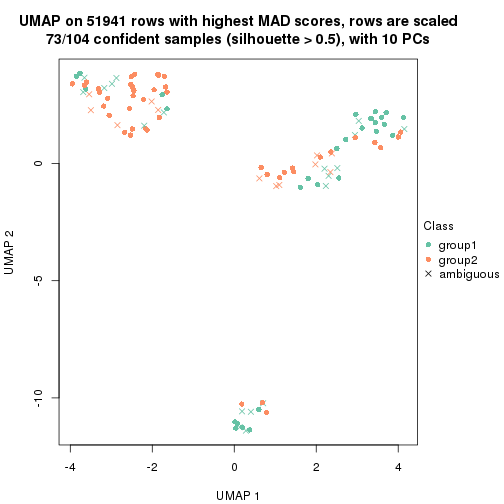 UMAP on 51941 rows with highest MAD scores, rows are scaled
73/104 confident samples (silhouette > 0.5), with 10 PCs
0
-5
-10
UMAP 2
-4
-2
0
2
4
UMAP 1
Class
group1
group2
ambiguous